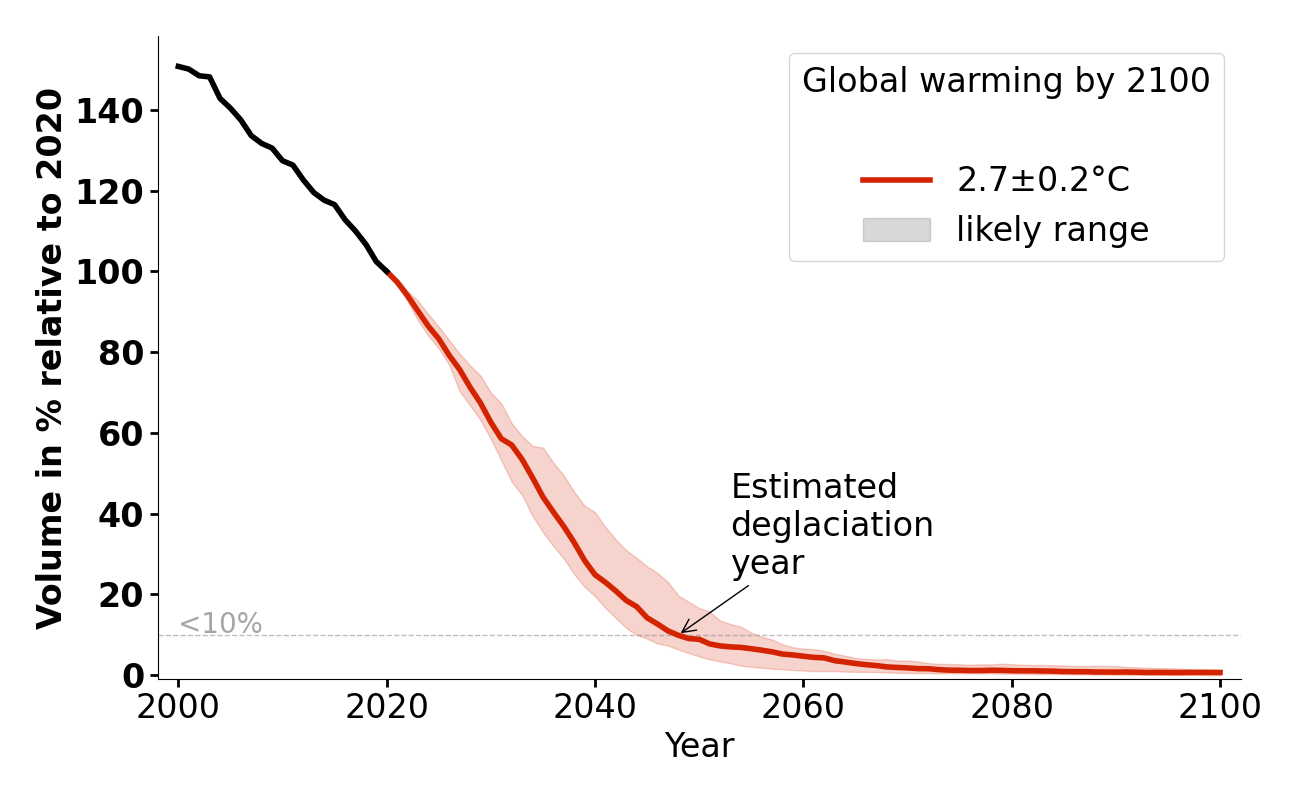 Volume in % relative to 2020
140
120
100
80
60
40
20
0
<10%
Global warming by 2100
2.7±0.2°C
likely range
Estimated
deglaciation
year
2000 2020 2040 2060 2080 2100
Year